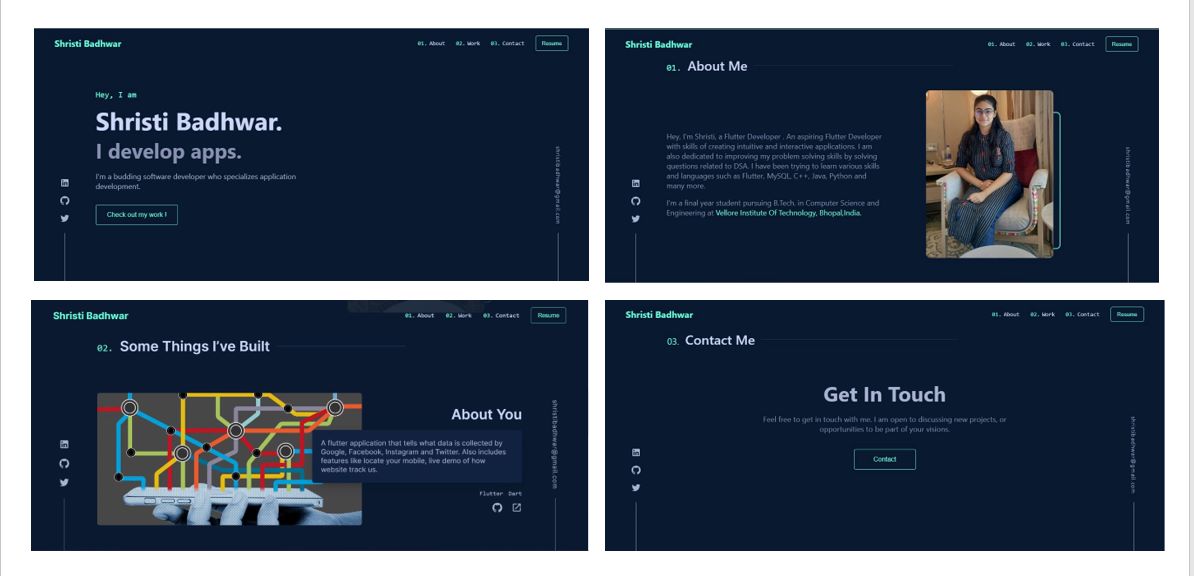 Shristi Badhwar
01. About 02. Work 03. Contact Resume
Hey, I am
Shristi Badhwar.
I develop apps.
I'm a budding software developer who specializes application
development.
Check out my work !
shristibadhwar@gmail.com
Shristi Badhwar
01. About 02. Work 03. Contact Resume
01. About Me
Hey, I'm Shristi, a Flutter Developer . An aspiring Flutter Developer
with skills of creating intuitive and interactive applications. I am
also dedicated to improving my problem solving skills by solving
questions related to DSA. I have been trying to learn various skills
and languages such as Flutter, MySQL, C++, Java, Python and
many more.
I'm a final year student pursuing B.Tech. in Computer Science and
Engineering at Vellore Institute Of Technology, Bhopal,India.
shristibadhwar@gmail.com
Shristi Badhwar
01. About 02. Work 03. Contact Resume
02. Some Things I've Built
About You
A flutter application that tells what data is collected by
Google, Facebook, Instagram and Twitter. Also includes
features like locate your mobile, live demo of how
website track us.
Flutter Dart
shristibadhwar@gmail.com
Shristi Badhwar
01. About 02. Work 03. Contact Resume
03. Contact Me
Get In Touch
Feel free to get in touch with me. I am open to discussing new projects, or
opportunities to be part of your visions.
Contact
shristibadhwar@gmail.com